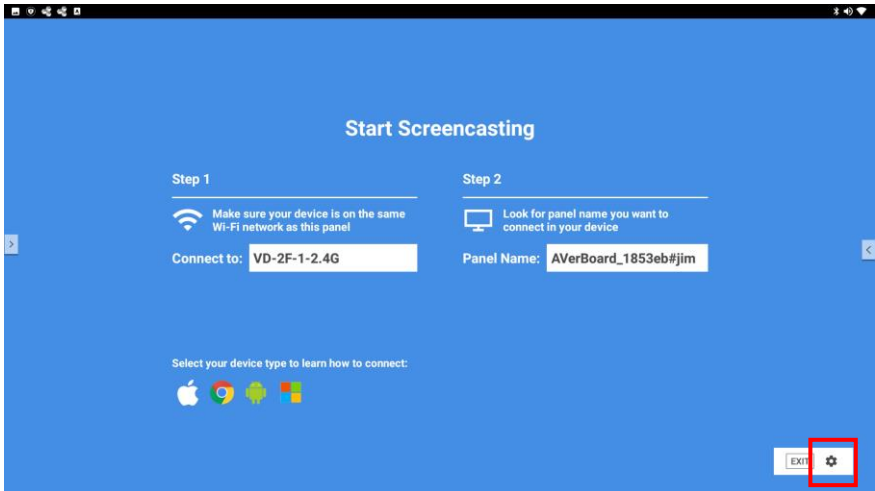 Start Screencasting
Step 1
Make sure your device is on the same
Wi-Fi network as this panel
Connect to: VD-2F-1-2.4G
Step 2
Look for panel name you want to
connect in your device
Panel Name: AVerBoard_1853eb#jim
Select your device type to learn how to connect:
EXIT